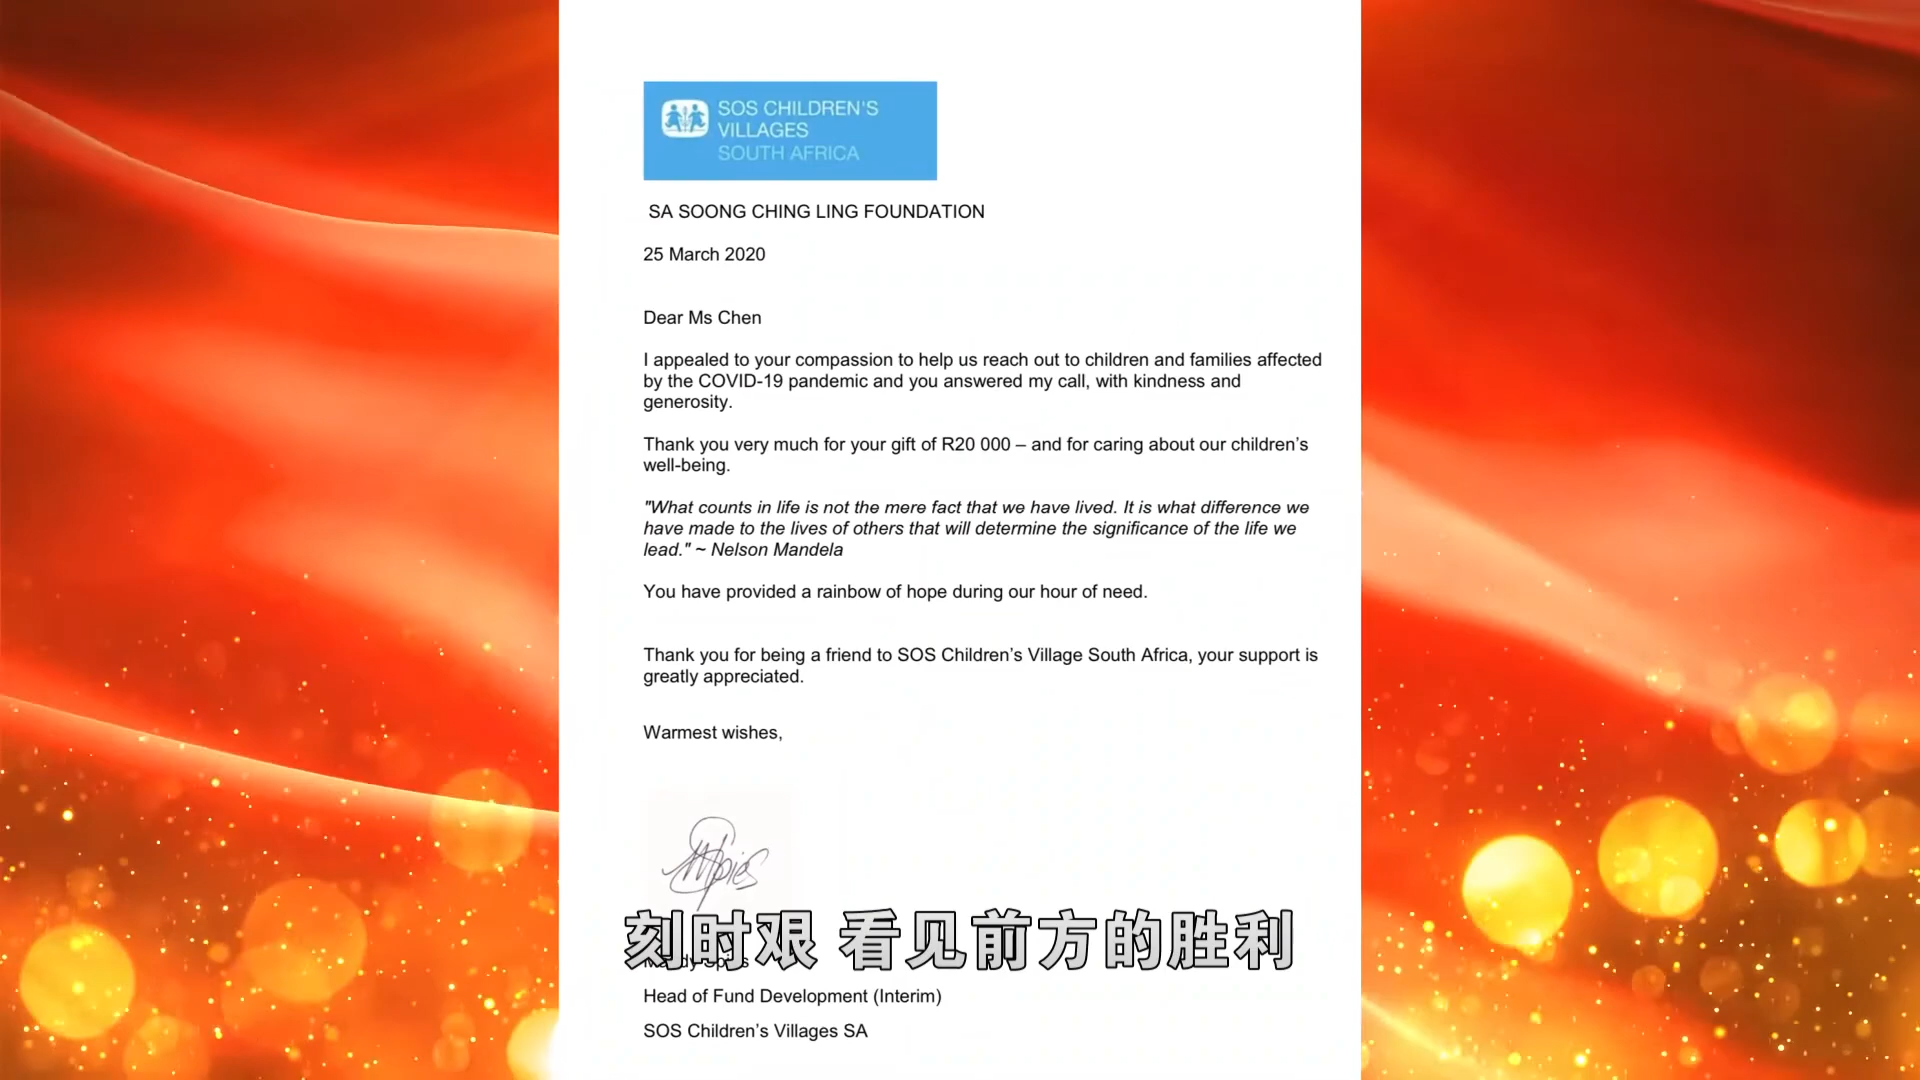 SOS CHILDREN'S
VILLAGES
SOUTH AFRICA
SA SOONG CHING LING FOUNDATION
25 March 2020
Dear Ms Chen
I appealed to your compassion to help us reach out to children and families affected
by the COVID-19 pandemic and you answered my call, with kindness and
generosity.
Thank you very much for your gift of R20 000 – and for caring about our children’s
well-being.
"What counts in life is not the mere fact that we have lived. It is what difference we
have made to the lives of others that will determine the significance of the life we
lead." ~ Nelson Mandela
You have provided a rainbow of hope during our hour of need.
Thank you for being a friend to SOS Children’s Village South Africa, your support is
greatly appreciated.
Warmest wishes,
刻时艰 看见前方的胜利
Head of Fund Development (Interim)
SOS Children’s Villages SA